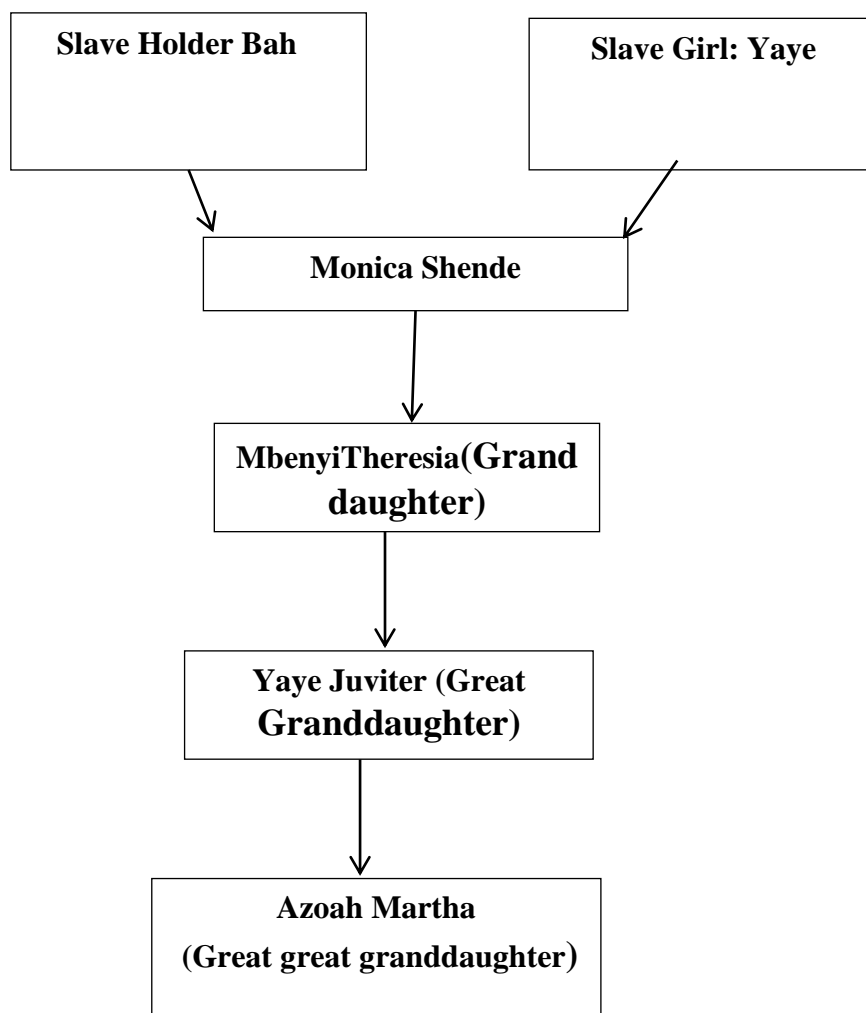 Slave Holder Bah
Slave Girl: Yaye
Monica Shende
MbenyiTheresia(Grand
daughter)
Yaye Juviter (Great
Granddaughter)
Azoah Martha
(Great great granddaughter)